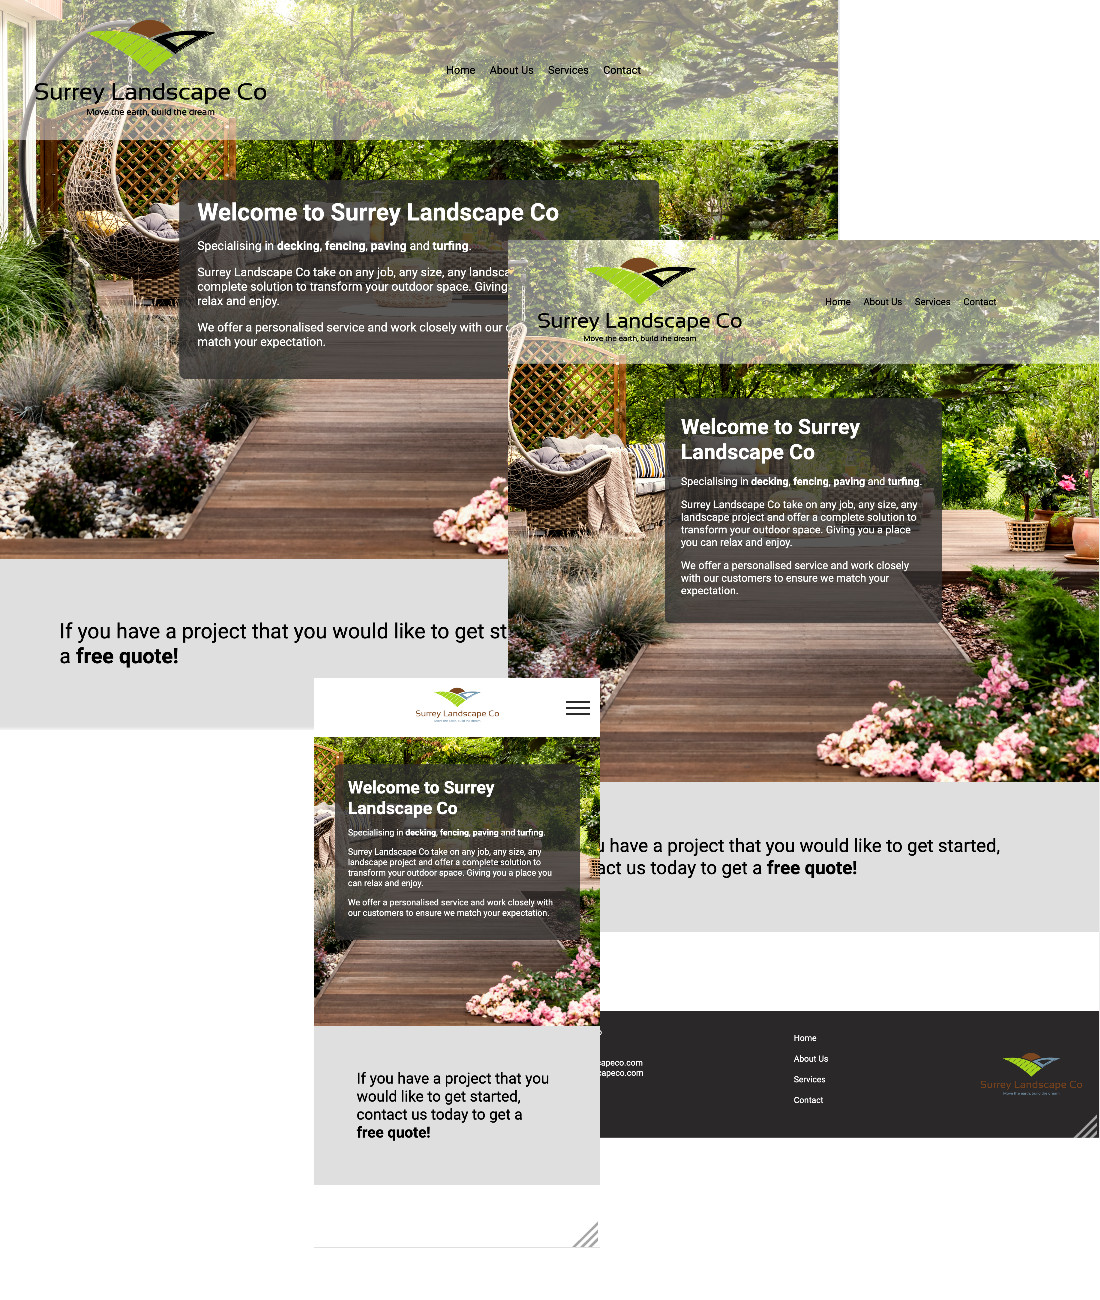 Surrey Landscape Co
Move the earth, build the dream
Home About Us Services Contact
Welcome to Surrey Landscape Co
Specialising in decking, fencing, paving and turfing.
Surrey Landscape Co take on any job, any size, any landsca
complete solution to transform your outdoor space. Giving
relax and enjoy.
We offer a personalised service and work closely with our
match your expectation.
If you have a project that you would like to get st
a free quote!
Surrey Landscape Co
Move the earth, build the dream
Home About Us Services Contact
Welcome to Surrey
Landscape Co
Specialising in decking, fencing, paving and turfing.
Surrey Landscape Co take on any job, any size, any
landscape project and offer a complete solution to
transform your outdoor space. Giving you a place
you can relax and enjoy.
We offer a personalised service and work closely
with our customers to ensure we match your
expectation.
u have a project that you would like to get started,
act us today to get a free quote!
apeco.com
capeco.com
Home
About Us
Services
Contact
Surrey Landscape Co
Surrey Landscape Co
Welcome to Surrey
Landscape Co
Specialising in decking, fencing, paving and turfing.
Surrey Landscape Co take on any job, any size, any
landscape project and offer a complete solution to
transform your outdoor space. Giving you a place you
can relax and enjoy.
We offer a personalised service and work closely with
our customers to ensure we match your expectation.
If you have a project that you
would like to get started,
contact us today to get a
free quote!